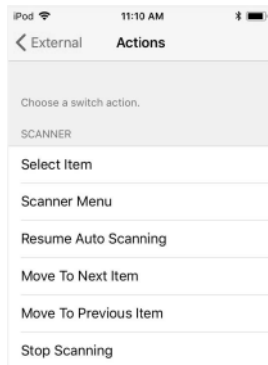 iPod 11:10 AM
External Actions
Choose a switch action.
SCANNER
Select Item
Scanner Menu
Resume Auto Scanning
Move To Next Item
Move To Previous Item
Stop Scanning